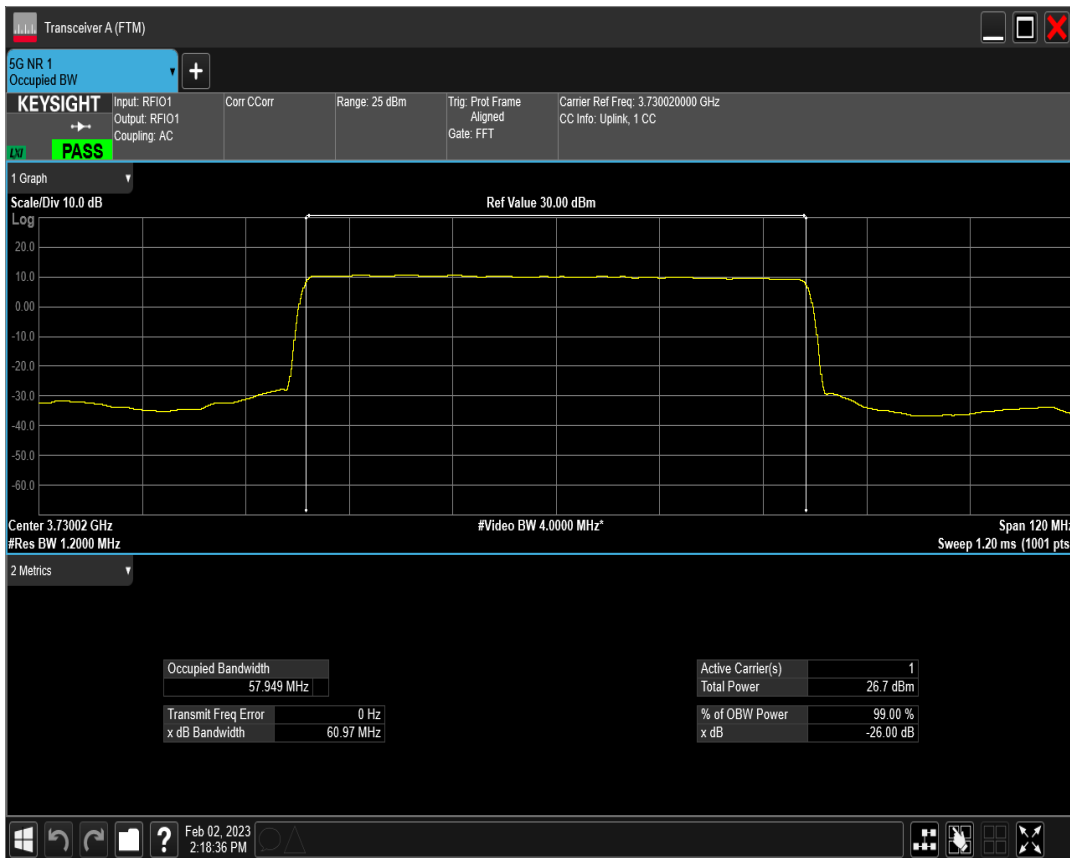 Transceiver A (FTM)
5G NR 1
Occupied BW
+
KEYSIGHT
LXI
PASS
Input: RFIO1
Output: RFIO1
Coupling: AC
Corr CCorr
Range: 25 dBm
Trig: Prot Frame
Aligned
Gate: FFT
Carrier Ref Freq: 3.730020000 GHz
CC Info: Uplink, 1 CC
1 Graph
Scale/Div 10.0 dB
Ref Value 30.00 dBm
Log
20.0
10.0
0.00
-10.0
-20.0
-30.0
-40.0
-50.0
-60.0
Center 3.73002 GHz
#Video BW 4.0000 MHz*
Span 120 MHz
#Res BW 1.2000 MHz
Sweep 1.20 ms (1001 pts
2 Metrics
Occupied Bandwidth
57.949 MHz
Transmit Freq Error 0 Hz
x dB Bandwidth 60.97 MHz
Active Carrier(s) 1
Total Power 26.7 dBm
% of OBW Power 99.00 %
x dB -26.00 dB
?
Feb 02, 2023
2:18:36 PM